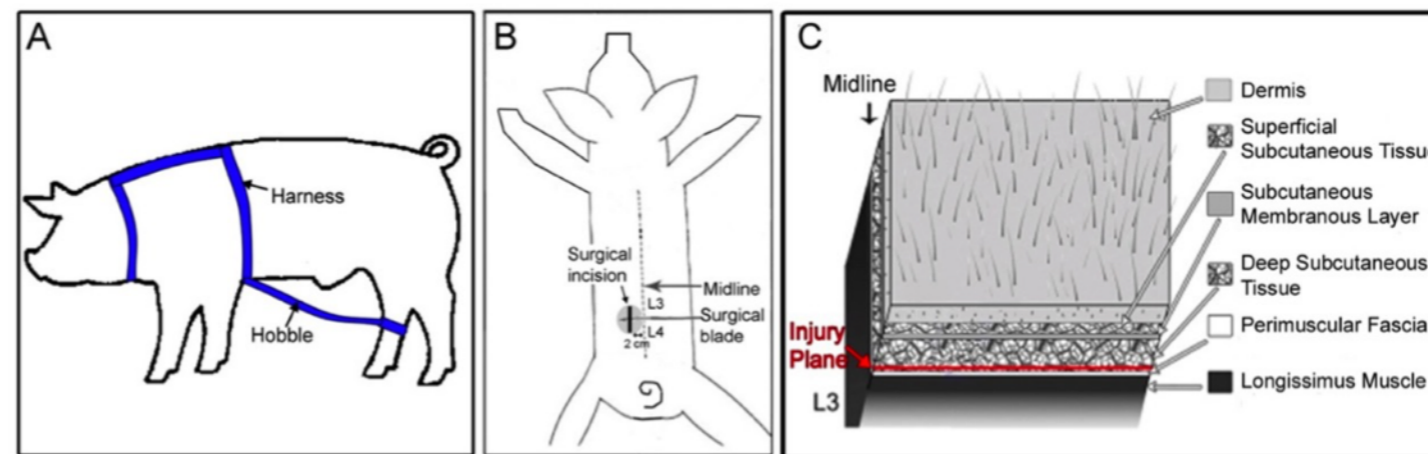 A
Harness
Hobble
B
Surgical
incision
Midline
L3
Surgical
blade
L4
2 cm
C
Midline
Dermis
Superficial
Subcutaneous Tissu
Subcutaneous
Membranous Layer
Deep Subcutaneous
Tissue
Perimuscular Fascia
Longissimus Muscle
Injury
Plane
L3